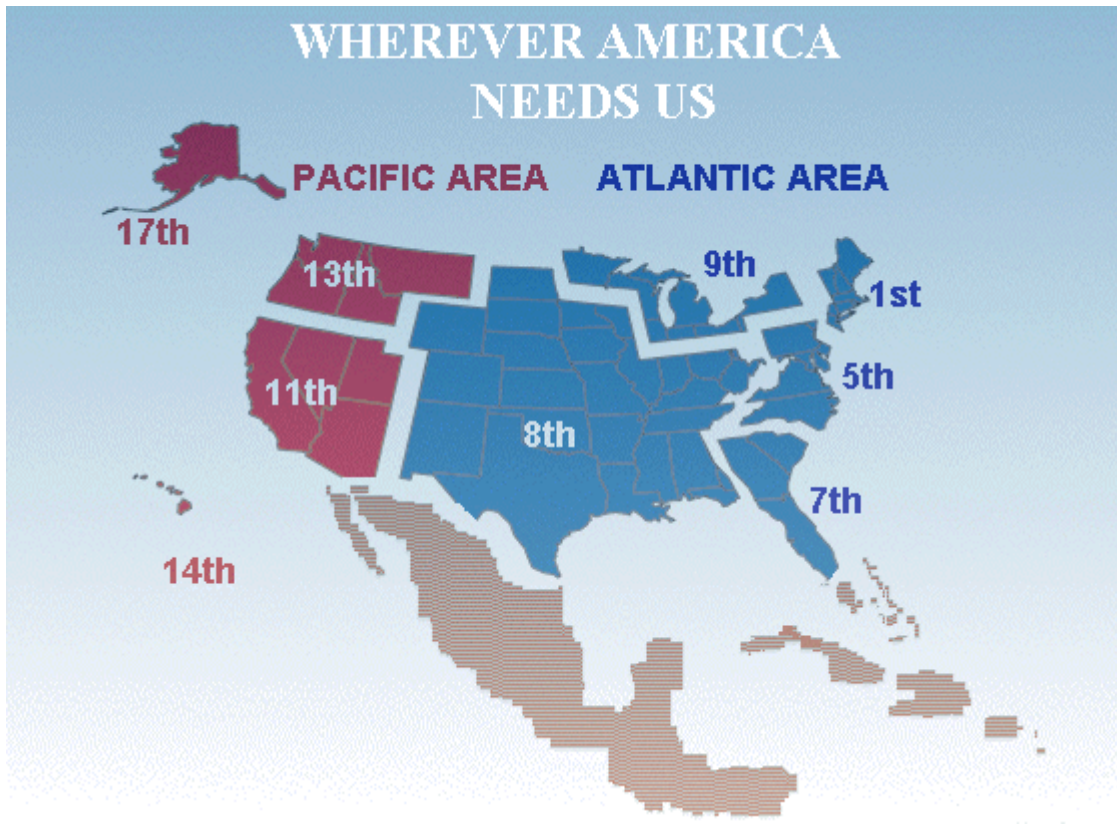 WHEREVER AMERICA
NEEDS US
PACIFIC AREA ATLANTIC AREA
17th
13th
9th
1st
11th
5th
8th
7th
14th